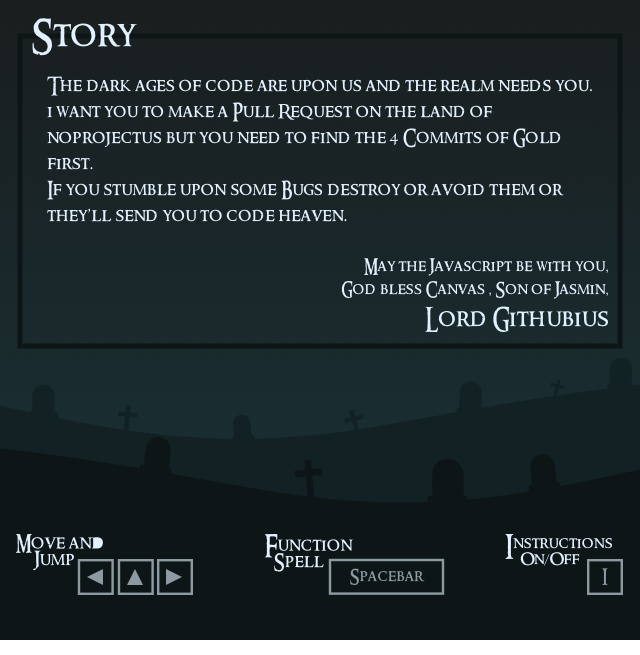 Story
The dark ages of code are upon us and the realm needs you.
I want you to make a Pull Request on the land of
noprojectus but you need to find the 4 Commits of Gold
first.
If you stumble upon some Bugs destroy or avoid them or
they'll send you to code heaven.
May the Javascript be with you,
God bless Canvas , Son of Jasmin,
Lord Githubius
Move and
Jump
Function
Spell
Spacebar
Instructions
On/Off
I